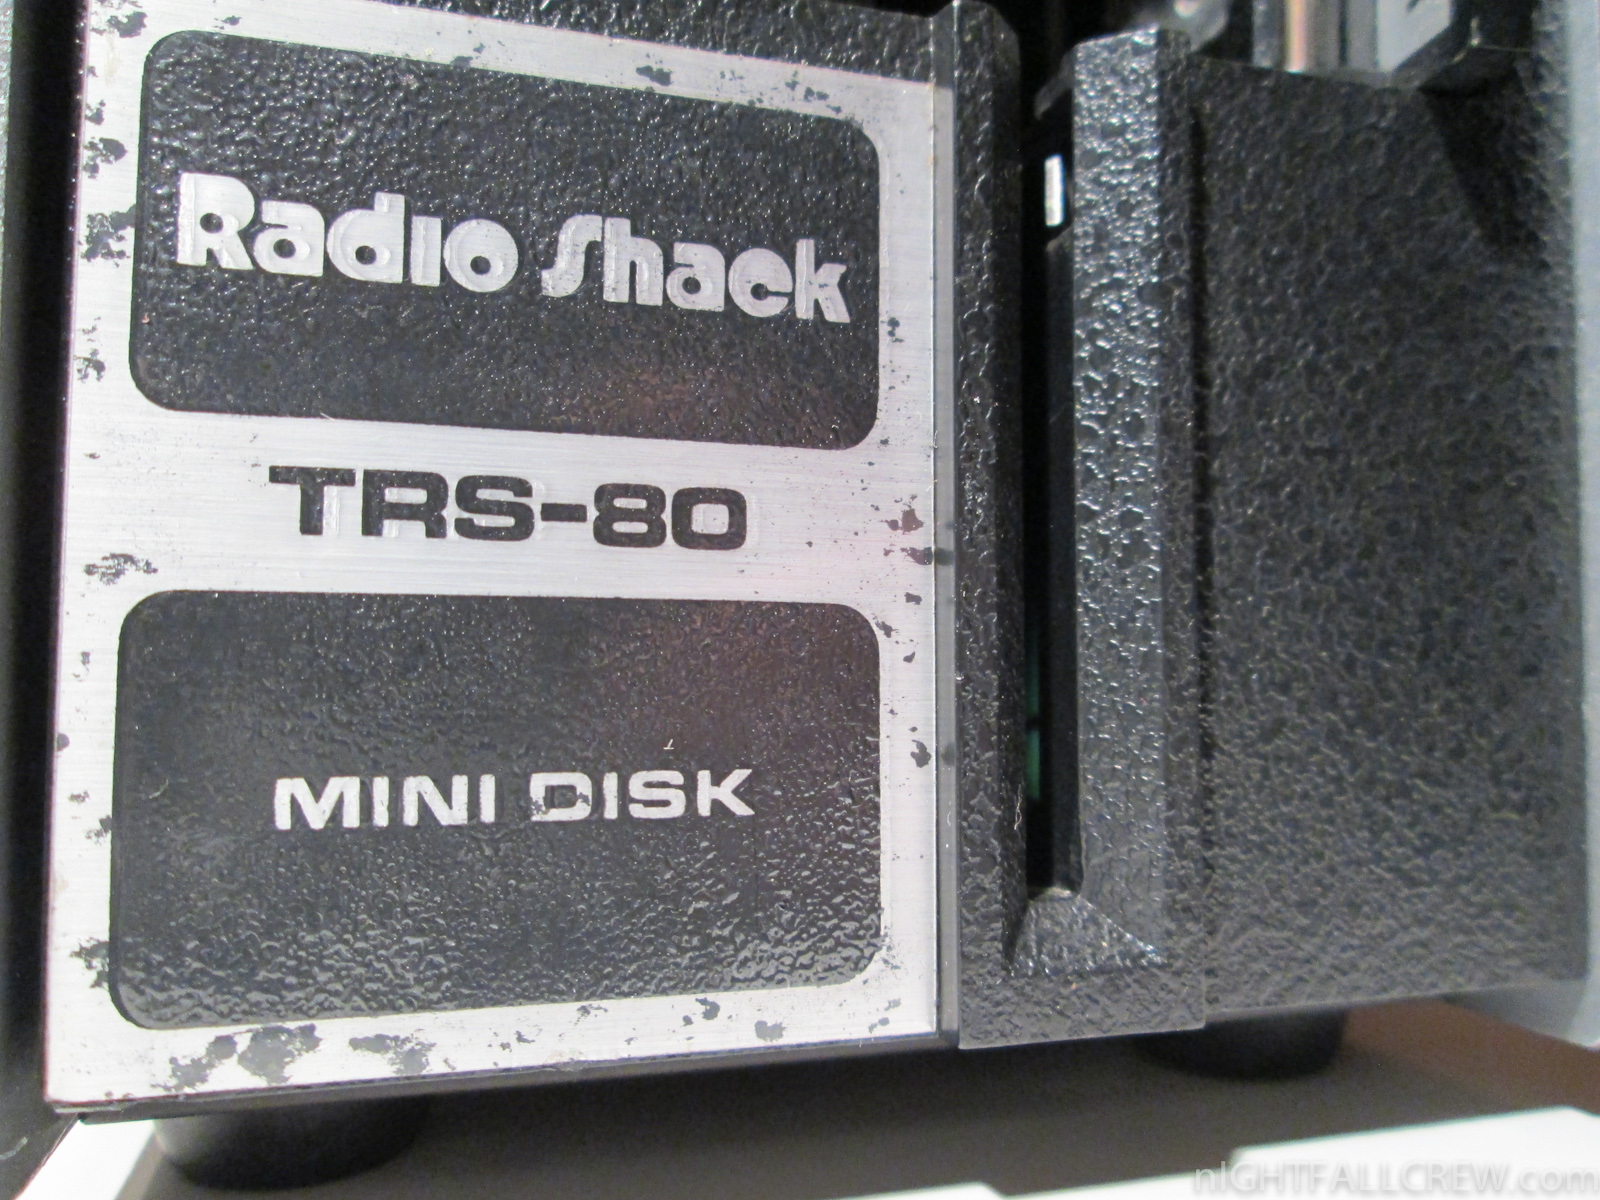 Radio Shack
TRS-80
MINI DISK
nIGHTFALLCREW.com